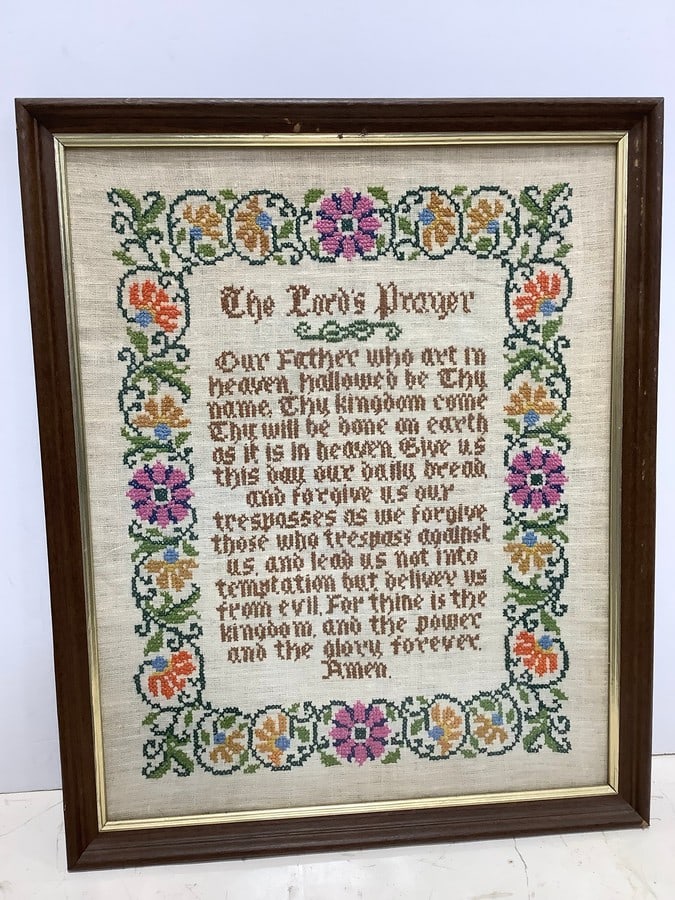 The Lord's Prayer
Our Father who art in
heaven, hallowed be Thy
name. Thy kingdom come
Thy will be done on earth
as it is in heaven. Give us
this day our daily bread,
and forgive us our
trespasses as we forgive
those who trespass against
us, and lead us not into
temptation but deliver us
from evil. For thine is the
kingdom, and the power
and the glory, forever.
Amen.